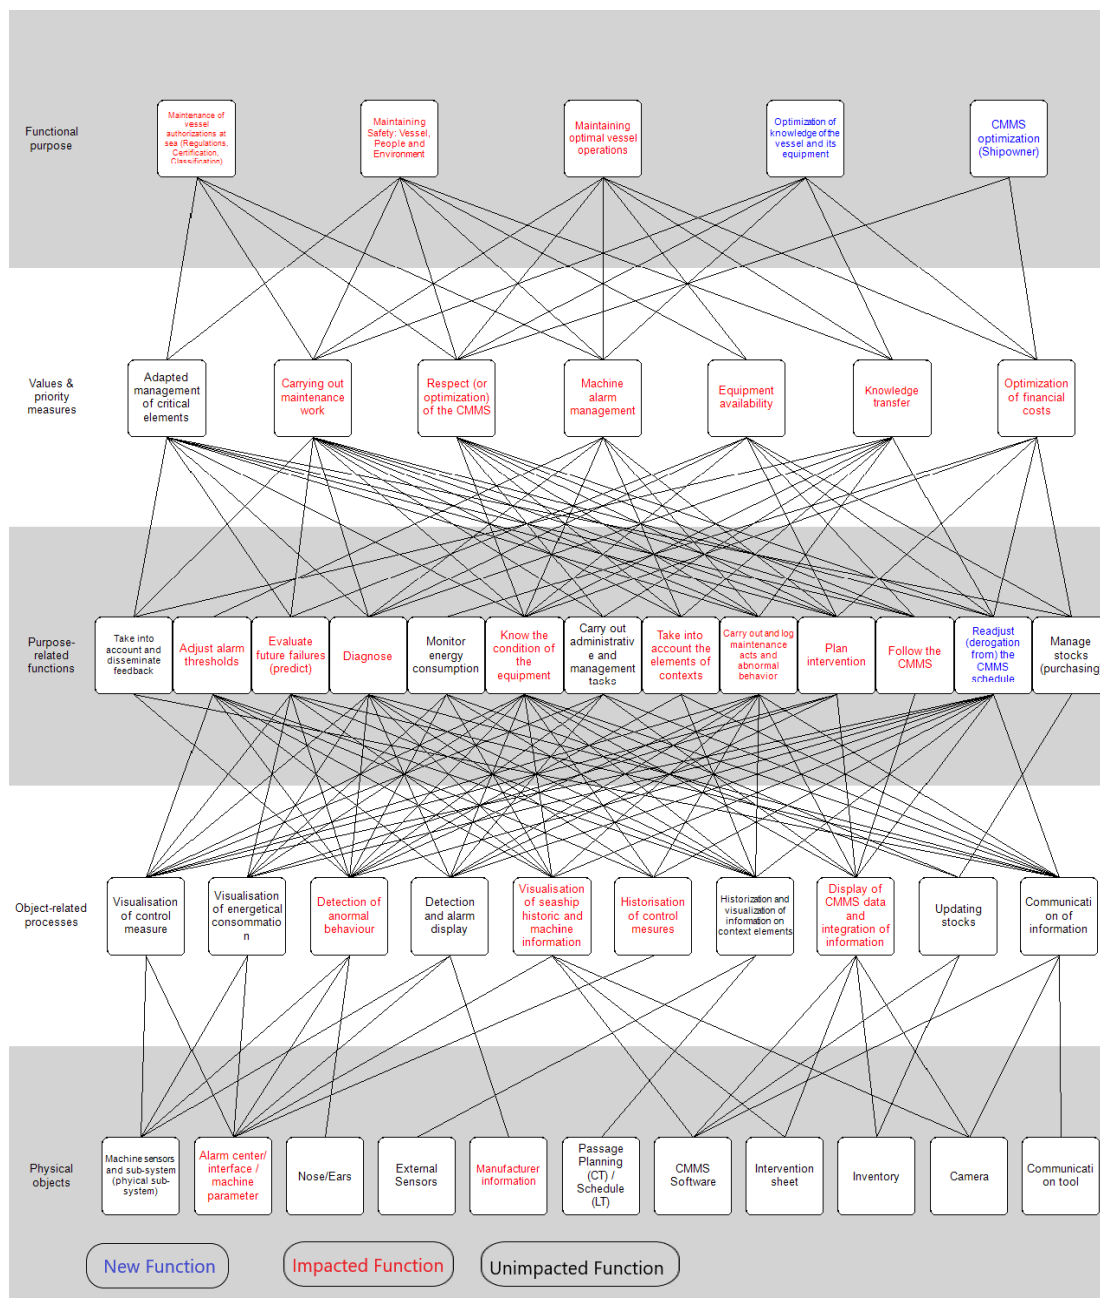 Functional
purpose
Maintenance of
vessel
authorizations at
sea (Regulations,
Certification,
Classification)
Maintaining
Safety: Vessel,
People and
Environment
Maintaining
optimal vessel
operations
Optimization of
knowledge of the
vessel and its
equipment
CMMS
optimization
(Shipowner)
Values &
priority
measures
Adapted
management
of critical
elements
Carrying out
maintenance
work
Respect (or
optimization)
of the CMMS
Machine
alarm
management
Equipment
availability
Knowledge
transfer
Optimization
of financial
costs
Purpose-
related
functions
Take into
account and
disseminate
feedback
Adjust alarm
thresholds
Evaluate
future failures
(predict)
Diagnose
Monitor
energy
consumption
Know the
condition of
the
equipment
Carry out
administrativ
e and
management
tasks
Take into
account the
elements of
contexts
Carry out and log
maintenance
acts and
abnormal
behavior
Plan
intervention
Follow the
CMMS
Readjust
(derogation
from) the
CMMS
schedule
Manage
stocks
(purchasing)
Object-related
processes
Visualisation
of control
measure
Visualisation
of energetical
consommatio
n
Detection of
anormal
behaviour
Detection
and alarm
display
Visualisation
of seaship
historic and
machine
information
Historisation
of control
mesures
Historization and
visualization of
information on
context elements
Display of
CMMS data
and
integration of
information
Updating
stocks
Communicati
on of
information
Physical
objects
Machine sensors
and sub-system
(phyical sub-
system)
Alarm center/
interface /
machine
parameter
Nose/Ears
External
Sensors
Manufacturer
information
Passage
Planning
(CT) /
Schedule
(LT)
CMMS
Software
Intervention
sheet
Inventory
Camera
Communicati
on tool
New Function
Impacted Function
Unimpacted Function